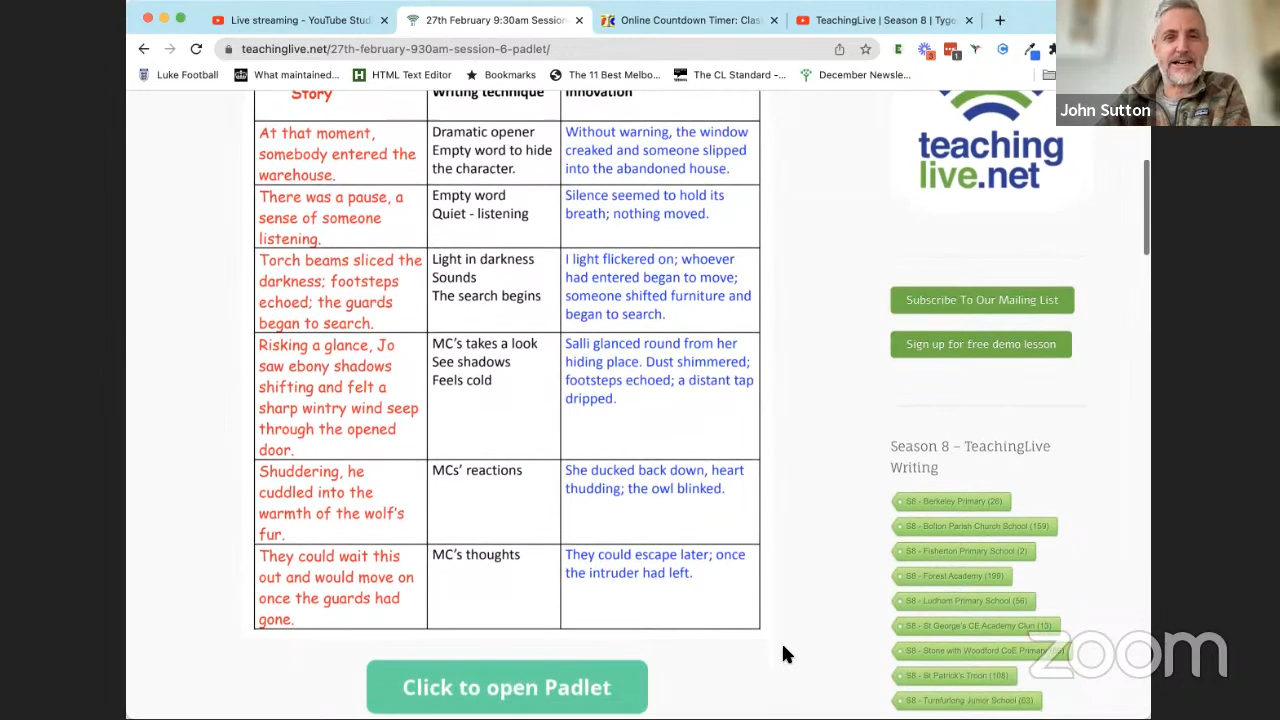 Live streaming - YouTube Stud
27th February 9:30am Session
Online Countdown Timer: Clas
TeachingLive | Season 8 | Tyge
teachinglive.net/27th-february-930am-session-6-padlet/
Luke Football
What maintained...
HTML Text Editor
Bookmarks
The 11 Best Melbo...
The CL Standard -...
December Newsle...
John Sutton
Story
Writing technique
Innovation
At that moment,
somebody entered the
warehouse.
Dramatic opener
Empty word to hide
the character.
Without warning, the window
creaked and someone slipped
into the abandoned house.
There was a pause, a
sense of someone
listening.
Empty word
Quiet - listening
Silence seemed to hold its
breath; nothing moved.
Torch beams sliced the
darkness; footsteps
echoed; the guards
began to search.
Light in darkness
Sounds
The search begins
I light flickered on; whoever
had entered began to move;
someone shifted furniture and
began to search.
Risking a glance, Jo
saw ebony shadows
shifting and felt a
sharp wintry wind seep
through the opened
door.
MC's takes a look
See shadows
Feels cold
Salli glanced round from her
hiding place. Dust shimmered;
footsteps echoed; a distant tap
dripped.
Shuddering, he
cuddled into the
warmth of the wolf's
fur.
MCs' reactions
She ducked back down, heart
thudding; the owl blinked.
They could wait this
out and would move on
once the guards had
gone.
MC's thoughts
They could escape later; once
the intruder had left.
Click to open Padlet
teaching
live.net
Subscribe To Our Mailing List
Sign up for free demo lesson
Season 8 – TeachingLive
Writing
S8 - Berkeley Primary (26)
S8 - Bolton Parish Church School (159)
S8 - Fisherton Primary School (2)
S8 - Forest Academy (199)
S8 - Ludham Primary School (56)
S8 - St George's CE Academy Clun (13)
S8 - Stone with Woodford CoE Primary
S8 - St Patrick's Troon (108)
S8 - Turnfurlong Junior School (63)
zoom